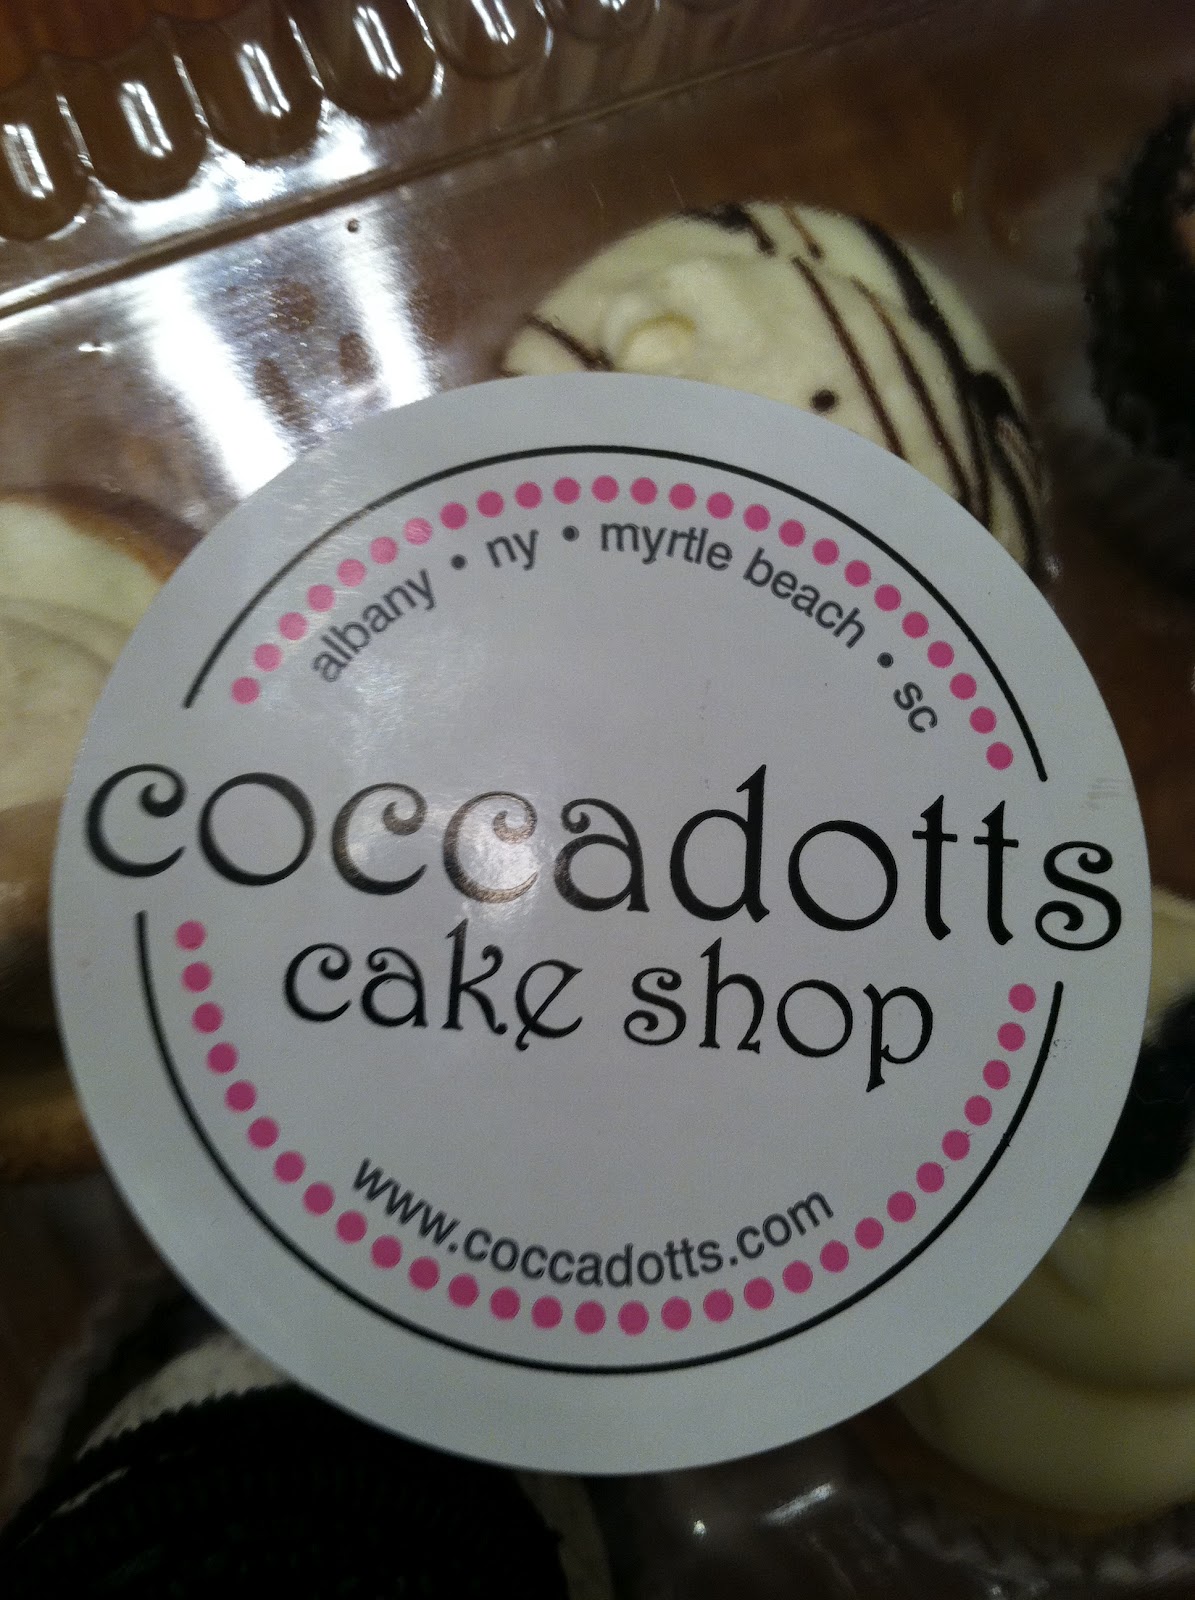 albany • ny • myrtle beach • sc
coccadotts
cake shop
www.coccadotts.com